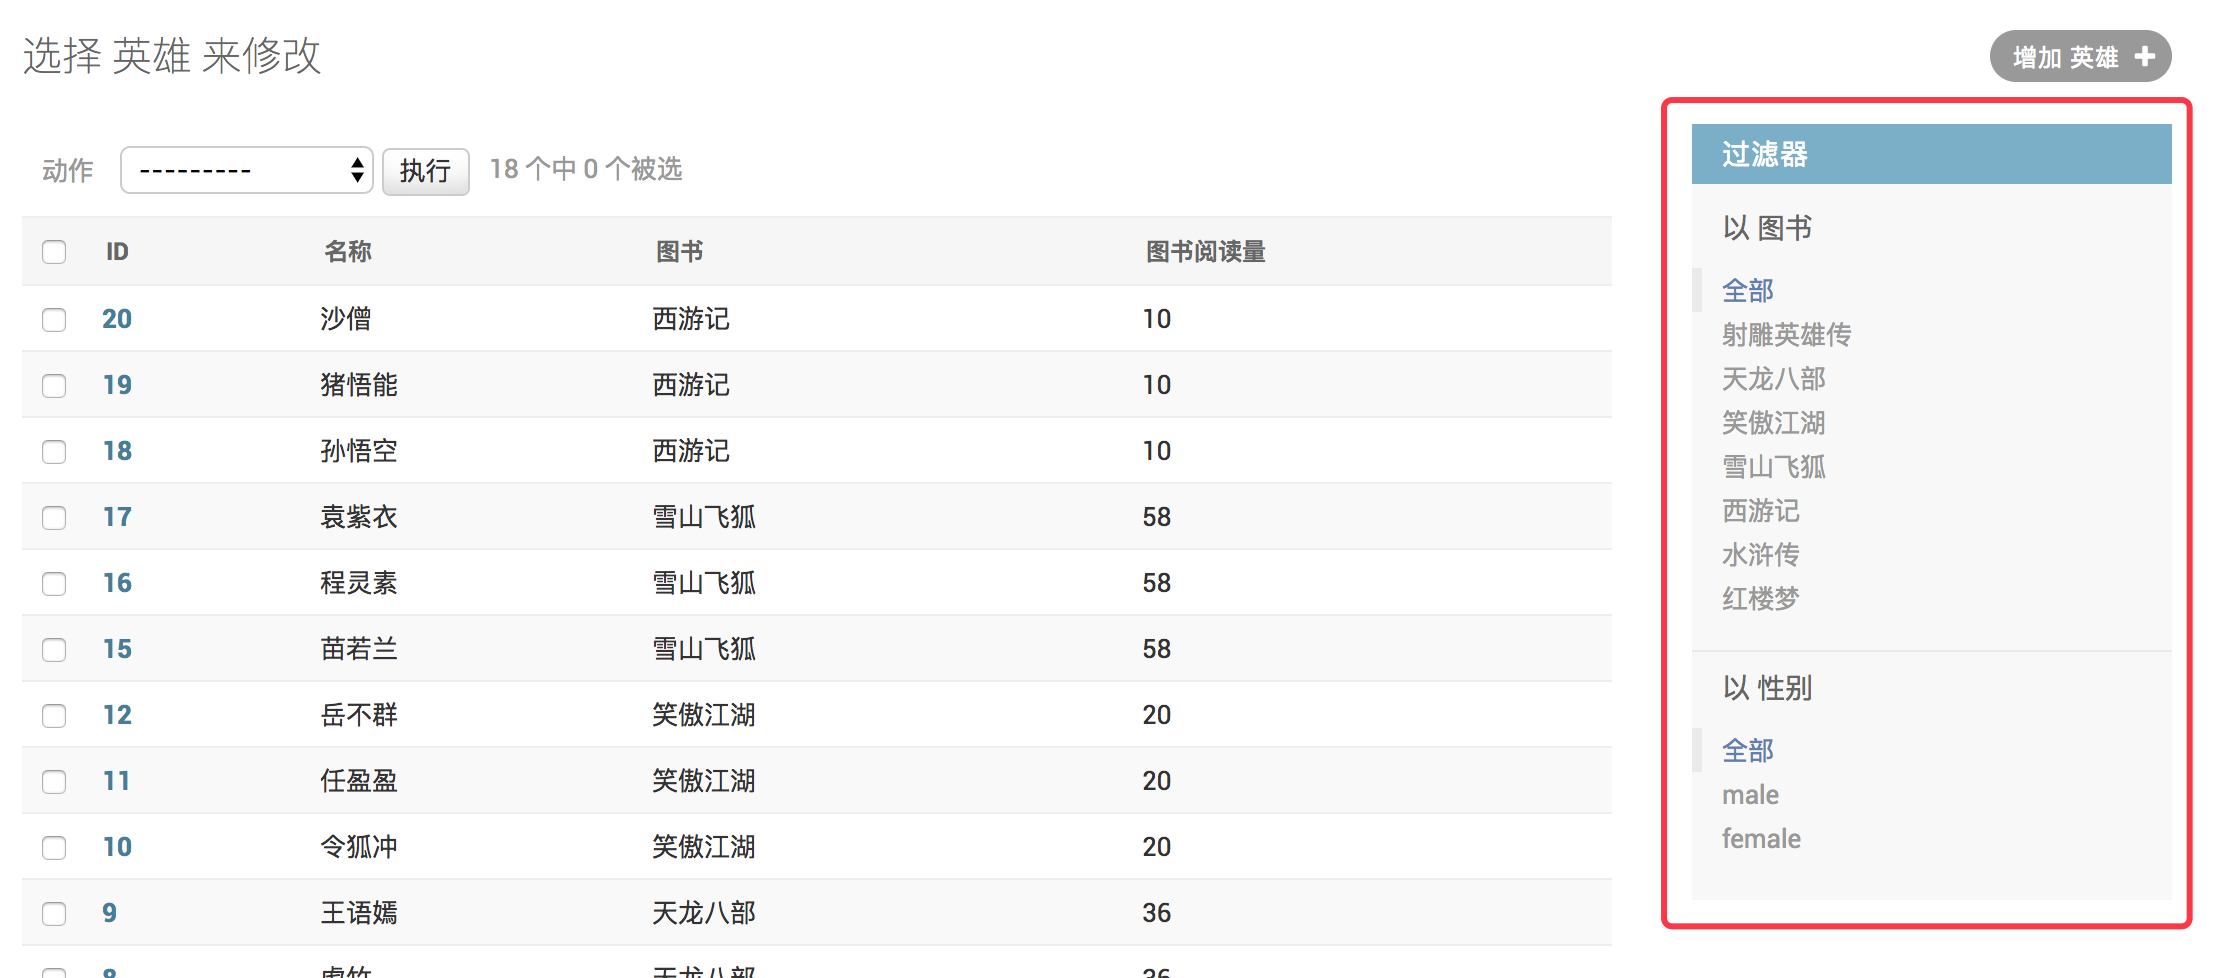 选择 英雄 来修改
增加 英雄 +
动作 --------- 执行 18 个中 0 个被选
ID 名称 图书 图书阅读量
20 沙僧 西游记 10
19 猪悟能 西游记 10
18 孙悟空 西游记 10
17 袁紫衣 雪山飞狐 58
16 程灵素 雪山飞狐 58
15 苗若兰 雪山飞狐 58
12 岳不群 笑傲江湖 20
11 任盈盈 笑傲江湖 20
10 令狐冲 笑傲江湖 20
9 王语嫣 天龙八部 36
8 虚竹 天龙八部 36
过滤器
以 图书
全部
射雕英雄传
天龙八部
笑傲江湖
雪山飞狐
西游记
水浒传
红楼梦
以 性别
全部
male
female